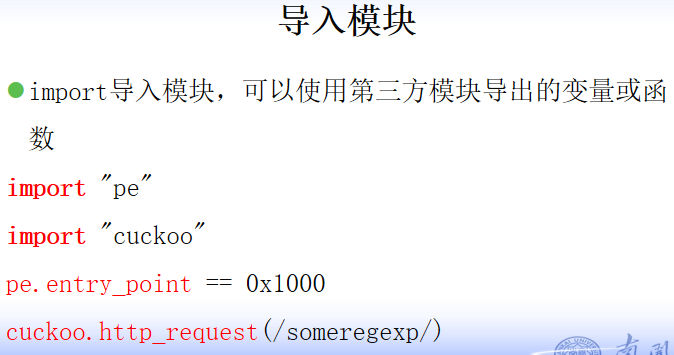 导入模块
import导入模块，可以使用第三方模块导出的变量或函
数
import "pe"
import "cuckoo"
pe.entry_point == 0x1000
cuckoo.http_request(/someregexp/)